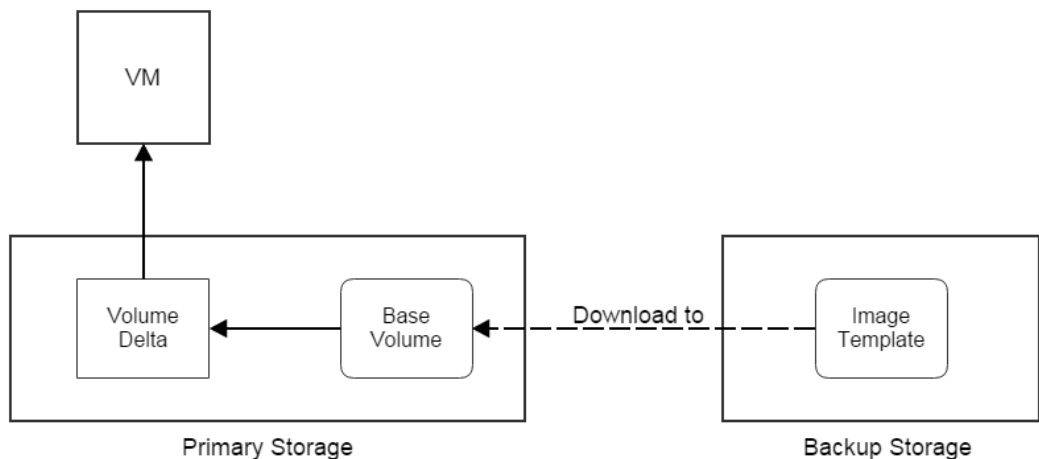 VM
Volume
Delta
Base
Volume
Download to
Image
Template
Primary Storage
Backup Storage